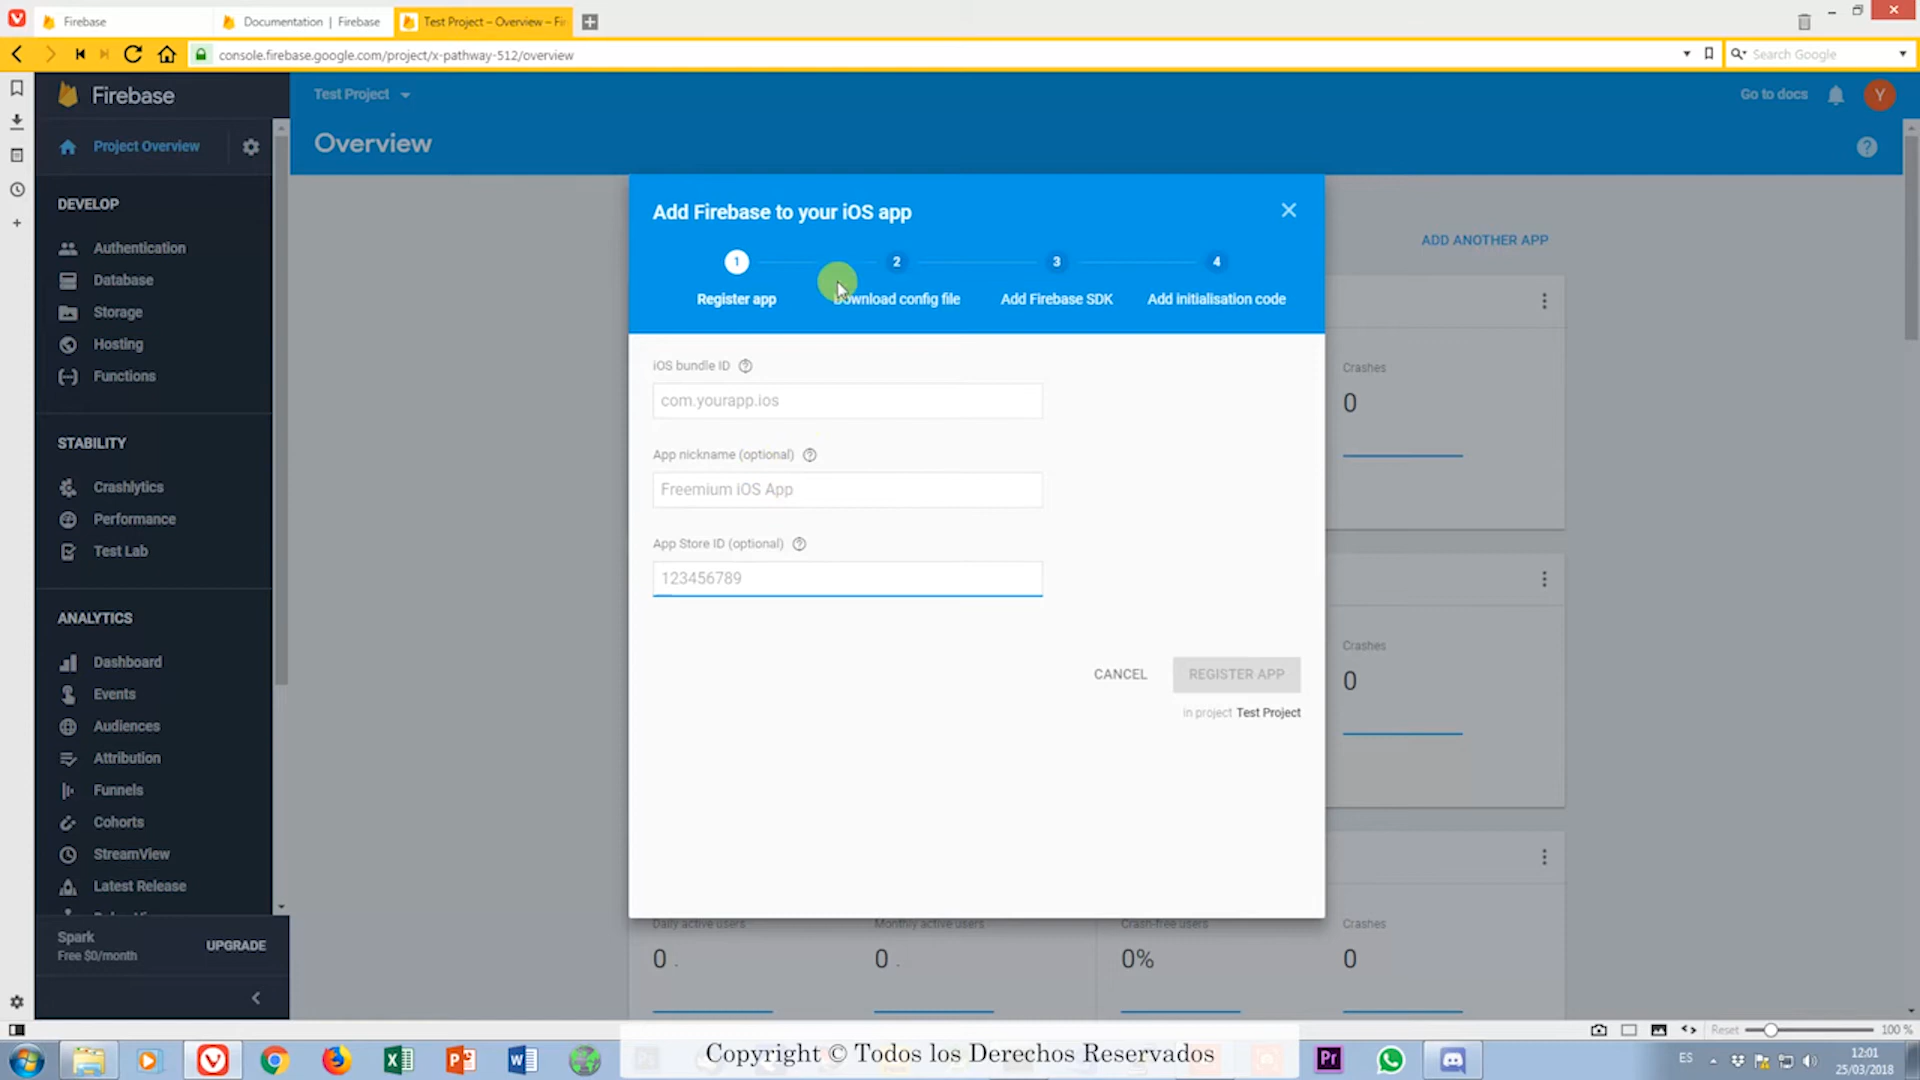 Firebase
Documentation | Firebase
Test Project – Overview – Fir
console.firebase.google.com/project/x-pathway-512/overview
Search Google
Firebase
Test Project
Go to docs
Y
Project Overview
Overview
DEVELOP
Authentication
Database
Storage
Hosting
Functions
STABILITY
Crashlytics
Performance
Test Lab
ANALYTICS
Dashboard
Events
Audiences
Attribution
Funnels
Cohorts
StreamView
Latest Release
Spark
Free $0/month
UPGRADE
Add Firebase to your iOS app
1
2
3
4
Register app
Download config file
Add Firebase SDK
Add initialisation code
iOS bundle ID
com.yourapp.ios
App nickname (optional)
Freemium iOS App
App Store ID (optional)
123456789
CANCEL
REGISTER APP
in project Test Project
ADD ANOTHER APP
Crashes
0
Crashes
0
Daily active users
Monthly active users
Crash-free users
Crashes
0
0
0%
0
Reset
100 %
Copyright © Todos los Derechos Reservados
Pr
ES
12:01
25/03/2018